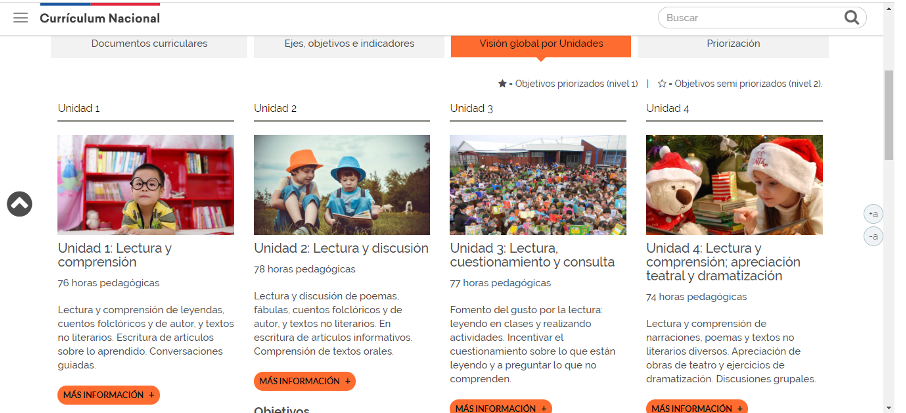 Currículum Nacional
Buscar
Documentos curriculares
Ejes, objetivos e indicadores
Visión global por Unidades
Priorización
★ = Objetivos priorizados (nivel 1) | ☆ = Objetivos semi priorizados (nivel 2).
Unidad 1
Unidad 1: Lectura y
comprensión
76 horas pedagógicas
Lectura y comprensión de leyendas,
cuentos folclóricos y de autor, y textos
no literarios. Escritura de artículos
sobre lo aprendido. Conversaciones
guiadas.
MÁS INFORMACIÓN +
Unidad 2
Unidad 2: Lectura y discusión
78 horas pedagógicas
Lectura y discusión de poemas,
fábulas, cuentos folclóricos y de
autor, y textos no literarios. En
escritura de artículos informativos.
Comprensión de textos orales.
MÁS INFORMACIÓN +
Objetivos
Unidad 3
Unidad 3: Lectura,
cuestionamiento y consulta
77 horas pedagógicas
Fomento del gusto por la lectura:
leyendo en clases y realizando
actividades. Incentivar el
cuestionamiento sobre lo que están
leyendo y a preguntar lo que no
comprenden.
MÁS INFORMACIÓN +
Unidad 4
Unidad 4: Lectura y
comprensión; apreciación
teatral y dramatización
74 horas pedagógicas
Lectura y comprensión de
narraciones, poemas y textos no
literarios diversos. Apreciación de
obras de teatro y ejercicios de
dramatización. Discusiones grupales.
MÁS INFORMACIÓN +
+a
-a